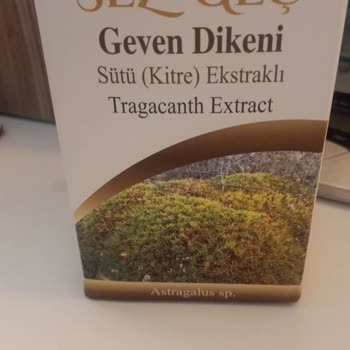 Geven Dikeni
Sütü (Kitre) Ekstraklı
Tragacanth Extract
Astragalus sp.